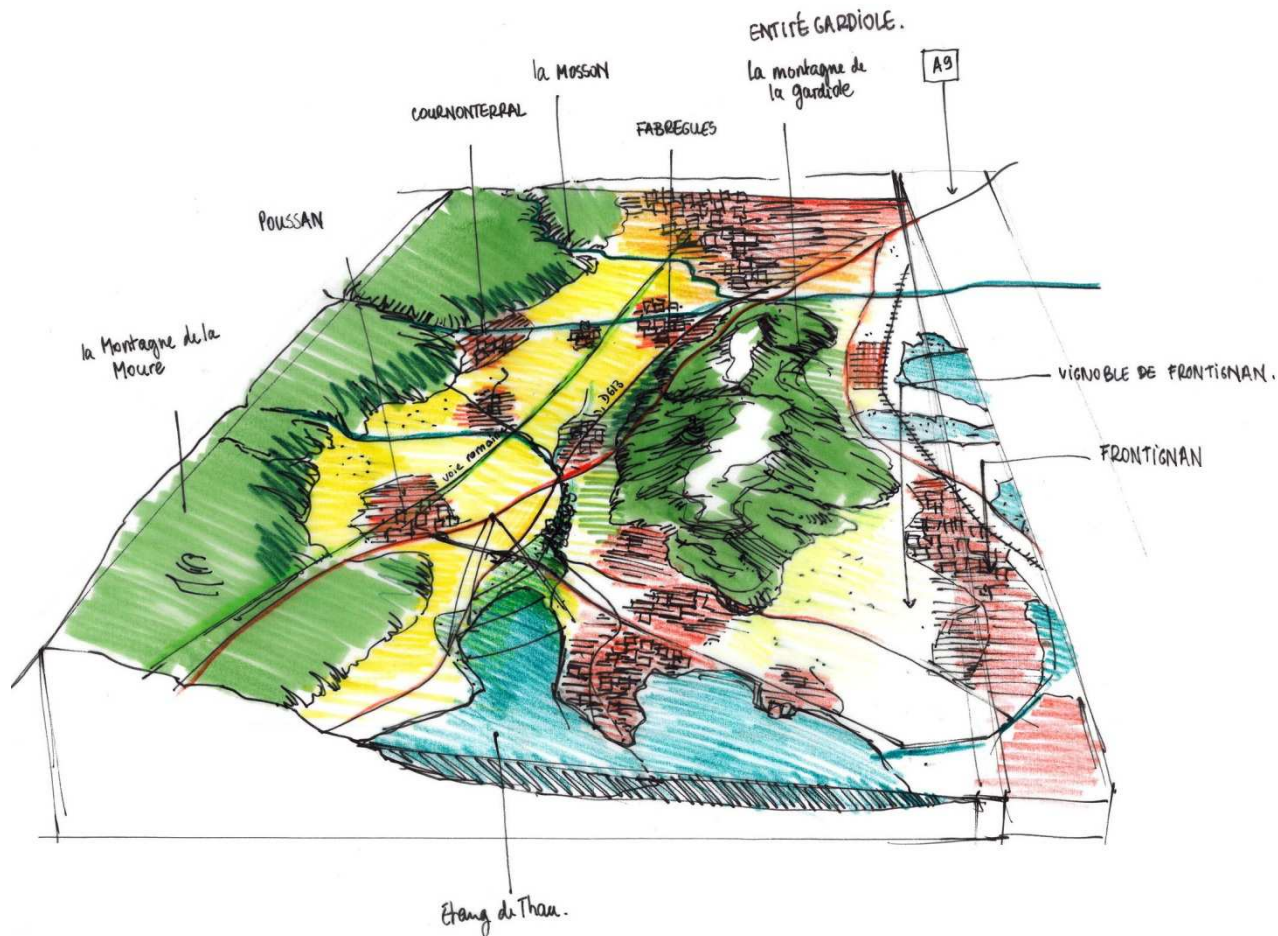 ENTITÉ GARDIOLE.
la montagne de
la gardiole
A9
la MOSSON
COURNONTERRAL
FABREGUES
POUSSAN
la Montagne de la
Moure
VIGNOBLE DE FRONTIGNAN.
FRONTIGNAN
D613
voie romaine
Étang de Thau.